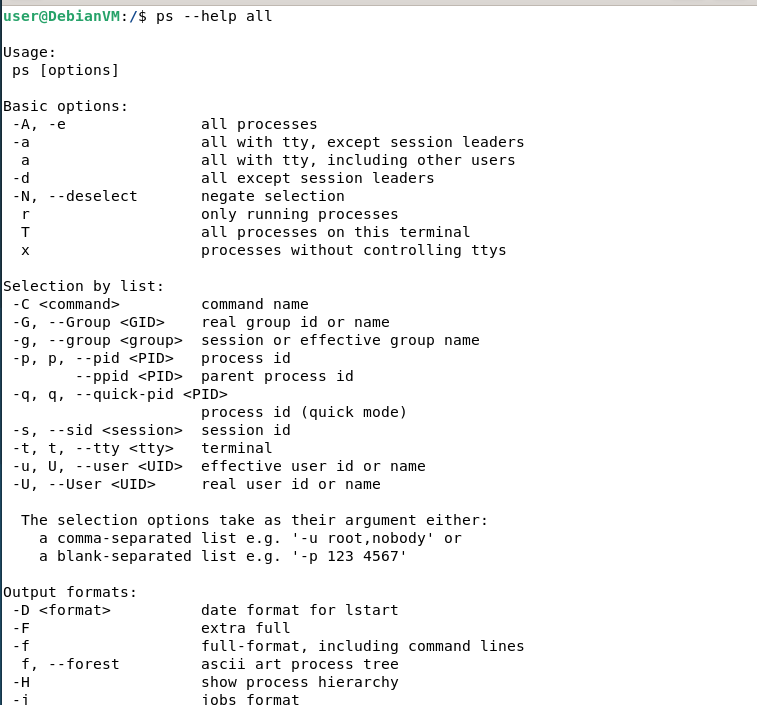 user@DebianVM:/$ ps --help all

Usage:
 ps [options]

Basic options:
 -A, -e               all processes
 -a                   all with tty, except session leaders
  a                   all with tty, including other users
 -d                   all except session leaders
 -N, --deselect       negate selection
  r                   only running processes
  T                   all processes on this terminal
  x                   processes without controlling ttys

Selection by list:
 -C <command>         command name
 -G, --Group <GID>    real group id or name
 -g, --group <group>  session or effective group name
 -p, p, --pid <PID>   process id
        --ppid <PID>  parent process id
 -q, q, --quick-pid <PID>
                      process id (quick mode)
 -s, --sid <session>  session id
 -t, t, --tty <tty>   terminal
 -u, U, --user <UID>  effective user id or name
 -U, --User <UID>     real user id or name

  The selection options take as their argument either:
    a comma-separated list e.g. '-u root,nobody' or
    a blank-separated list e.g. '-p 123 4567'

Output formats:
 -D <format>          date format for lstart
 -F                   extra full
 -f                   full-format, including command lines
  f, --forest         ascii art process tree
 -H                   show process hierarchy
 -j                   jobs format